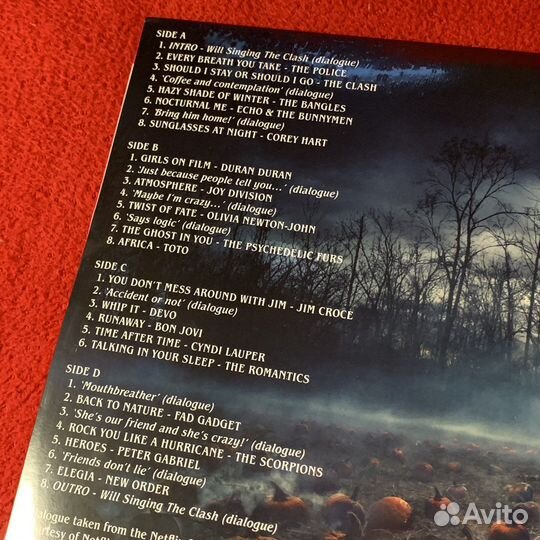 SIDE A
1. INTRO - Will Singing The Clash (dialogue)
2. EVERY BREATH YOU TAKE - THE POLICE
3. SHOULD I STAY OR SHOULD I GO - THE CLASH
4. 'Coffee and contemplation' (dialogue)
5. HAZY SHADE OF WINTER - THE BANGLES
6. NOCTURNAL ME - ECHO & THE BUNNYMEN
7. 'Bring him home!' (dialogue)
8. SUNGLASSES AT NIGHT - COREY HART
SIDE B
1. GIRLS ON FILM - DURAN DURAN
2. 'Just because people tell you...' (dialogue)
3. ATMOSPHERE - JOY DIVISION
4. 'Maybe I'm crazy...' (dialogue)
5. TWIST OF FATE - OLIVIA NEWTON-JOHN
6. 'Says logic' (dialogue)
7. THE GHOST IN YOU - THE PSYCHEDELIC FURS
8. AFRICA - TOTO
SIDE C
1. YOU DON'T MESS AROUND WITH JIM - JIM CROCE
2. 'Accident or not' (dialogue)
3. WHIP IT - DEVO
4. RUNAWAY - BON JOVI
5. TIME AFTER TIME - CYNDI LAUPER
6. TALKING IN YOUR SLEEP - THE ROMANTICS
SIDE D
1. 'Mouthbreather' (dialogue)
2. BACK TO NATURE - FAD GADGET
3. 'She's our friend and she's crazy!' (dialogue)
4. ROCK YOU LIKE A HURRICANE - THE SCORPIONS
5. HEROES - PETER GABRIEL
6. 'Friends don't lie' (dialogue)
7. ELEGIA - NEW ORDER
8. OUTRO - Will Singing The Clash (dialogue)
taken from the
of
Avito